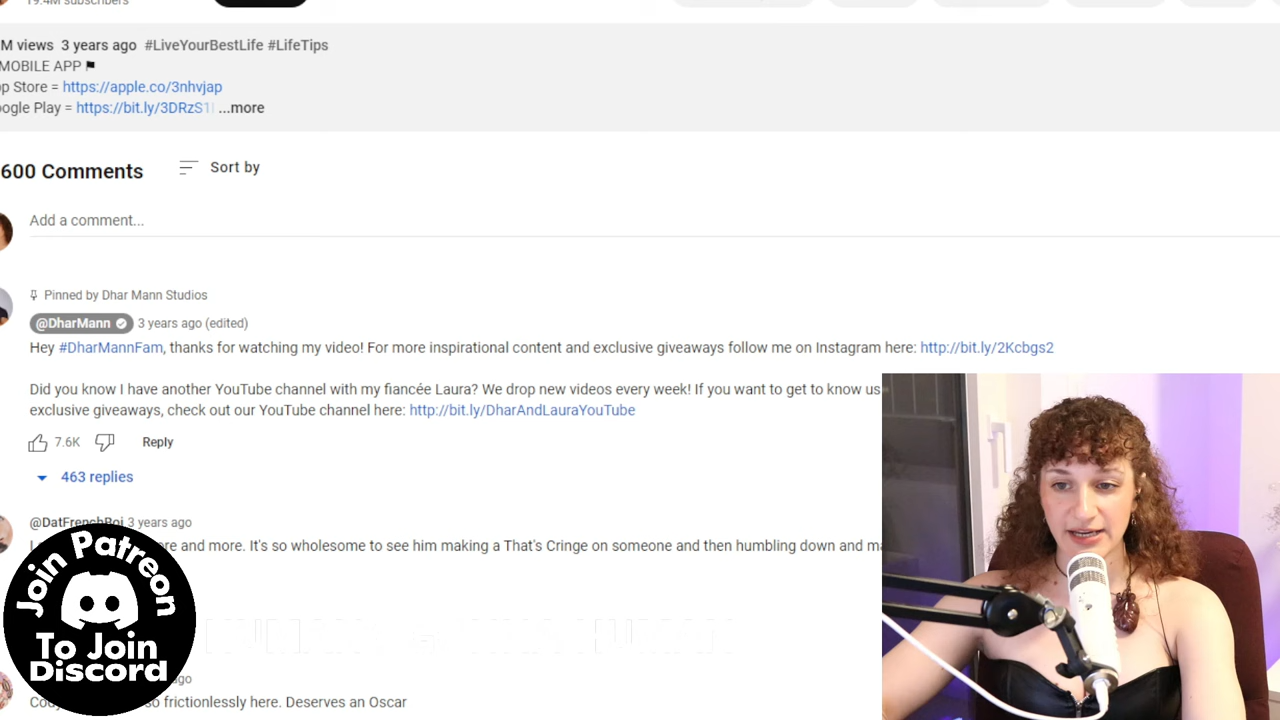 19.4M subscribers
M views 3 years ago #LiveYourBestLife #LifeTips
MOBILE APP
p Store = https://apple.co/3nhvjap
ogle Play = https://bit.ly/3DRzS1 ...more
600 Comments
Sort by
Add a comment...
Pinned by Dhar Mann Studios
@DharMann 3 years ago (edited)
Hey #DharMannFam, thanks for watching my video! For more inspirational content and exclusive giveaways follow me on Instagram here: http://bit.ly/2Kcbgs2
Did you know I have another YouTube channel with my fiancée Laura? We drop new videos every week! If you want to get to know us
exclusive giveaways, check out our YouTube channel here: http://bit.ly/DharAndLauraYouTube
7.6K Reply
463 replies
@DatFrenchBoi 3 years ago
re and more. It's so wholesome to see him making a That's Cringe on someone and then humbling down and ma
go
so frictionlessly here. Deserves an Oscar
Join Patreon
To Join
Discord